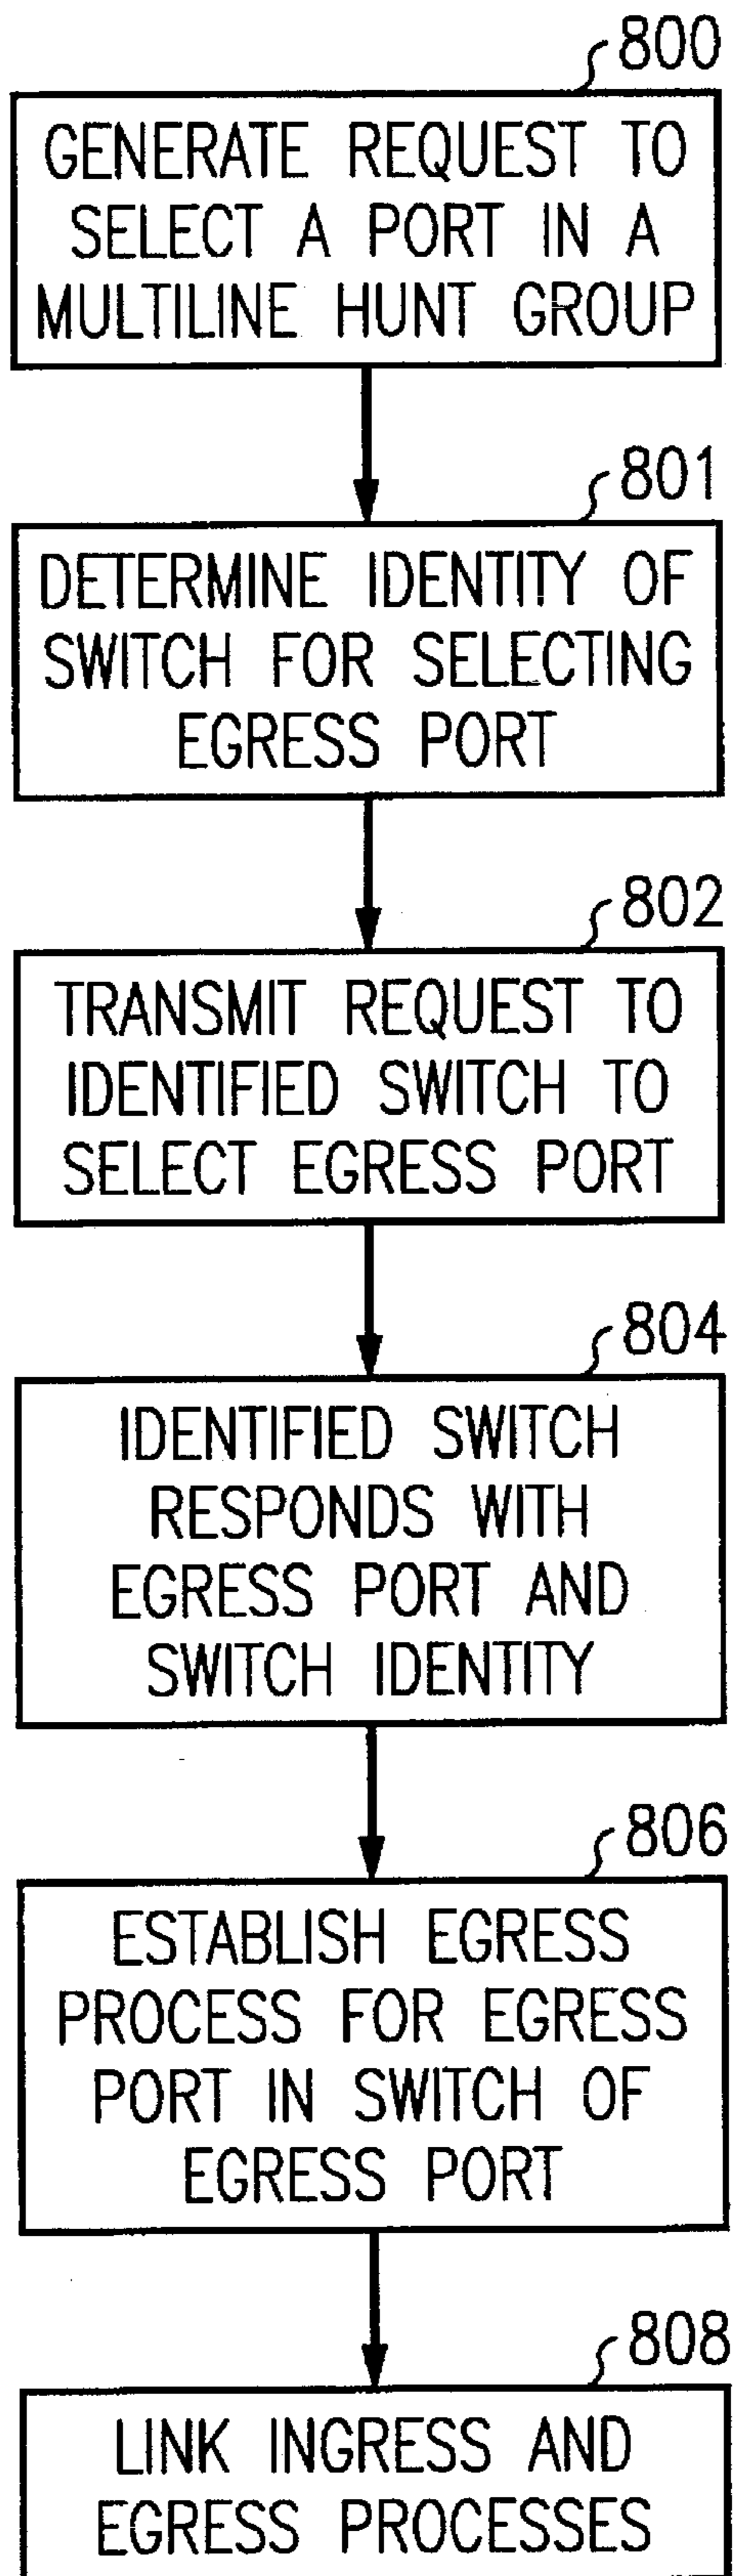 800
GENERATE REQUEST TO
SELECT A PORT IN A
MULTILINE HUNT GROUP
801
DETERMINE IDENTITY OF
SWITCH FOR SELECTING
EGRESS PORT
802
TRANSMIT REQUEST TO
IDENTIFIED SWITCH TO
SELECT EGRESS PORT
804
IDENTIFIED SWITCH
RESPONDS WITH
EGRESS PORT AND
SWITCH IDENTITY
806
ESTABLISH EGRESS
PROCESS FOR EGRESS
PORT IN SWITCH OF
EGRESS PORT
808
LINK INGRESS AND
EGRESS PROCESSES